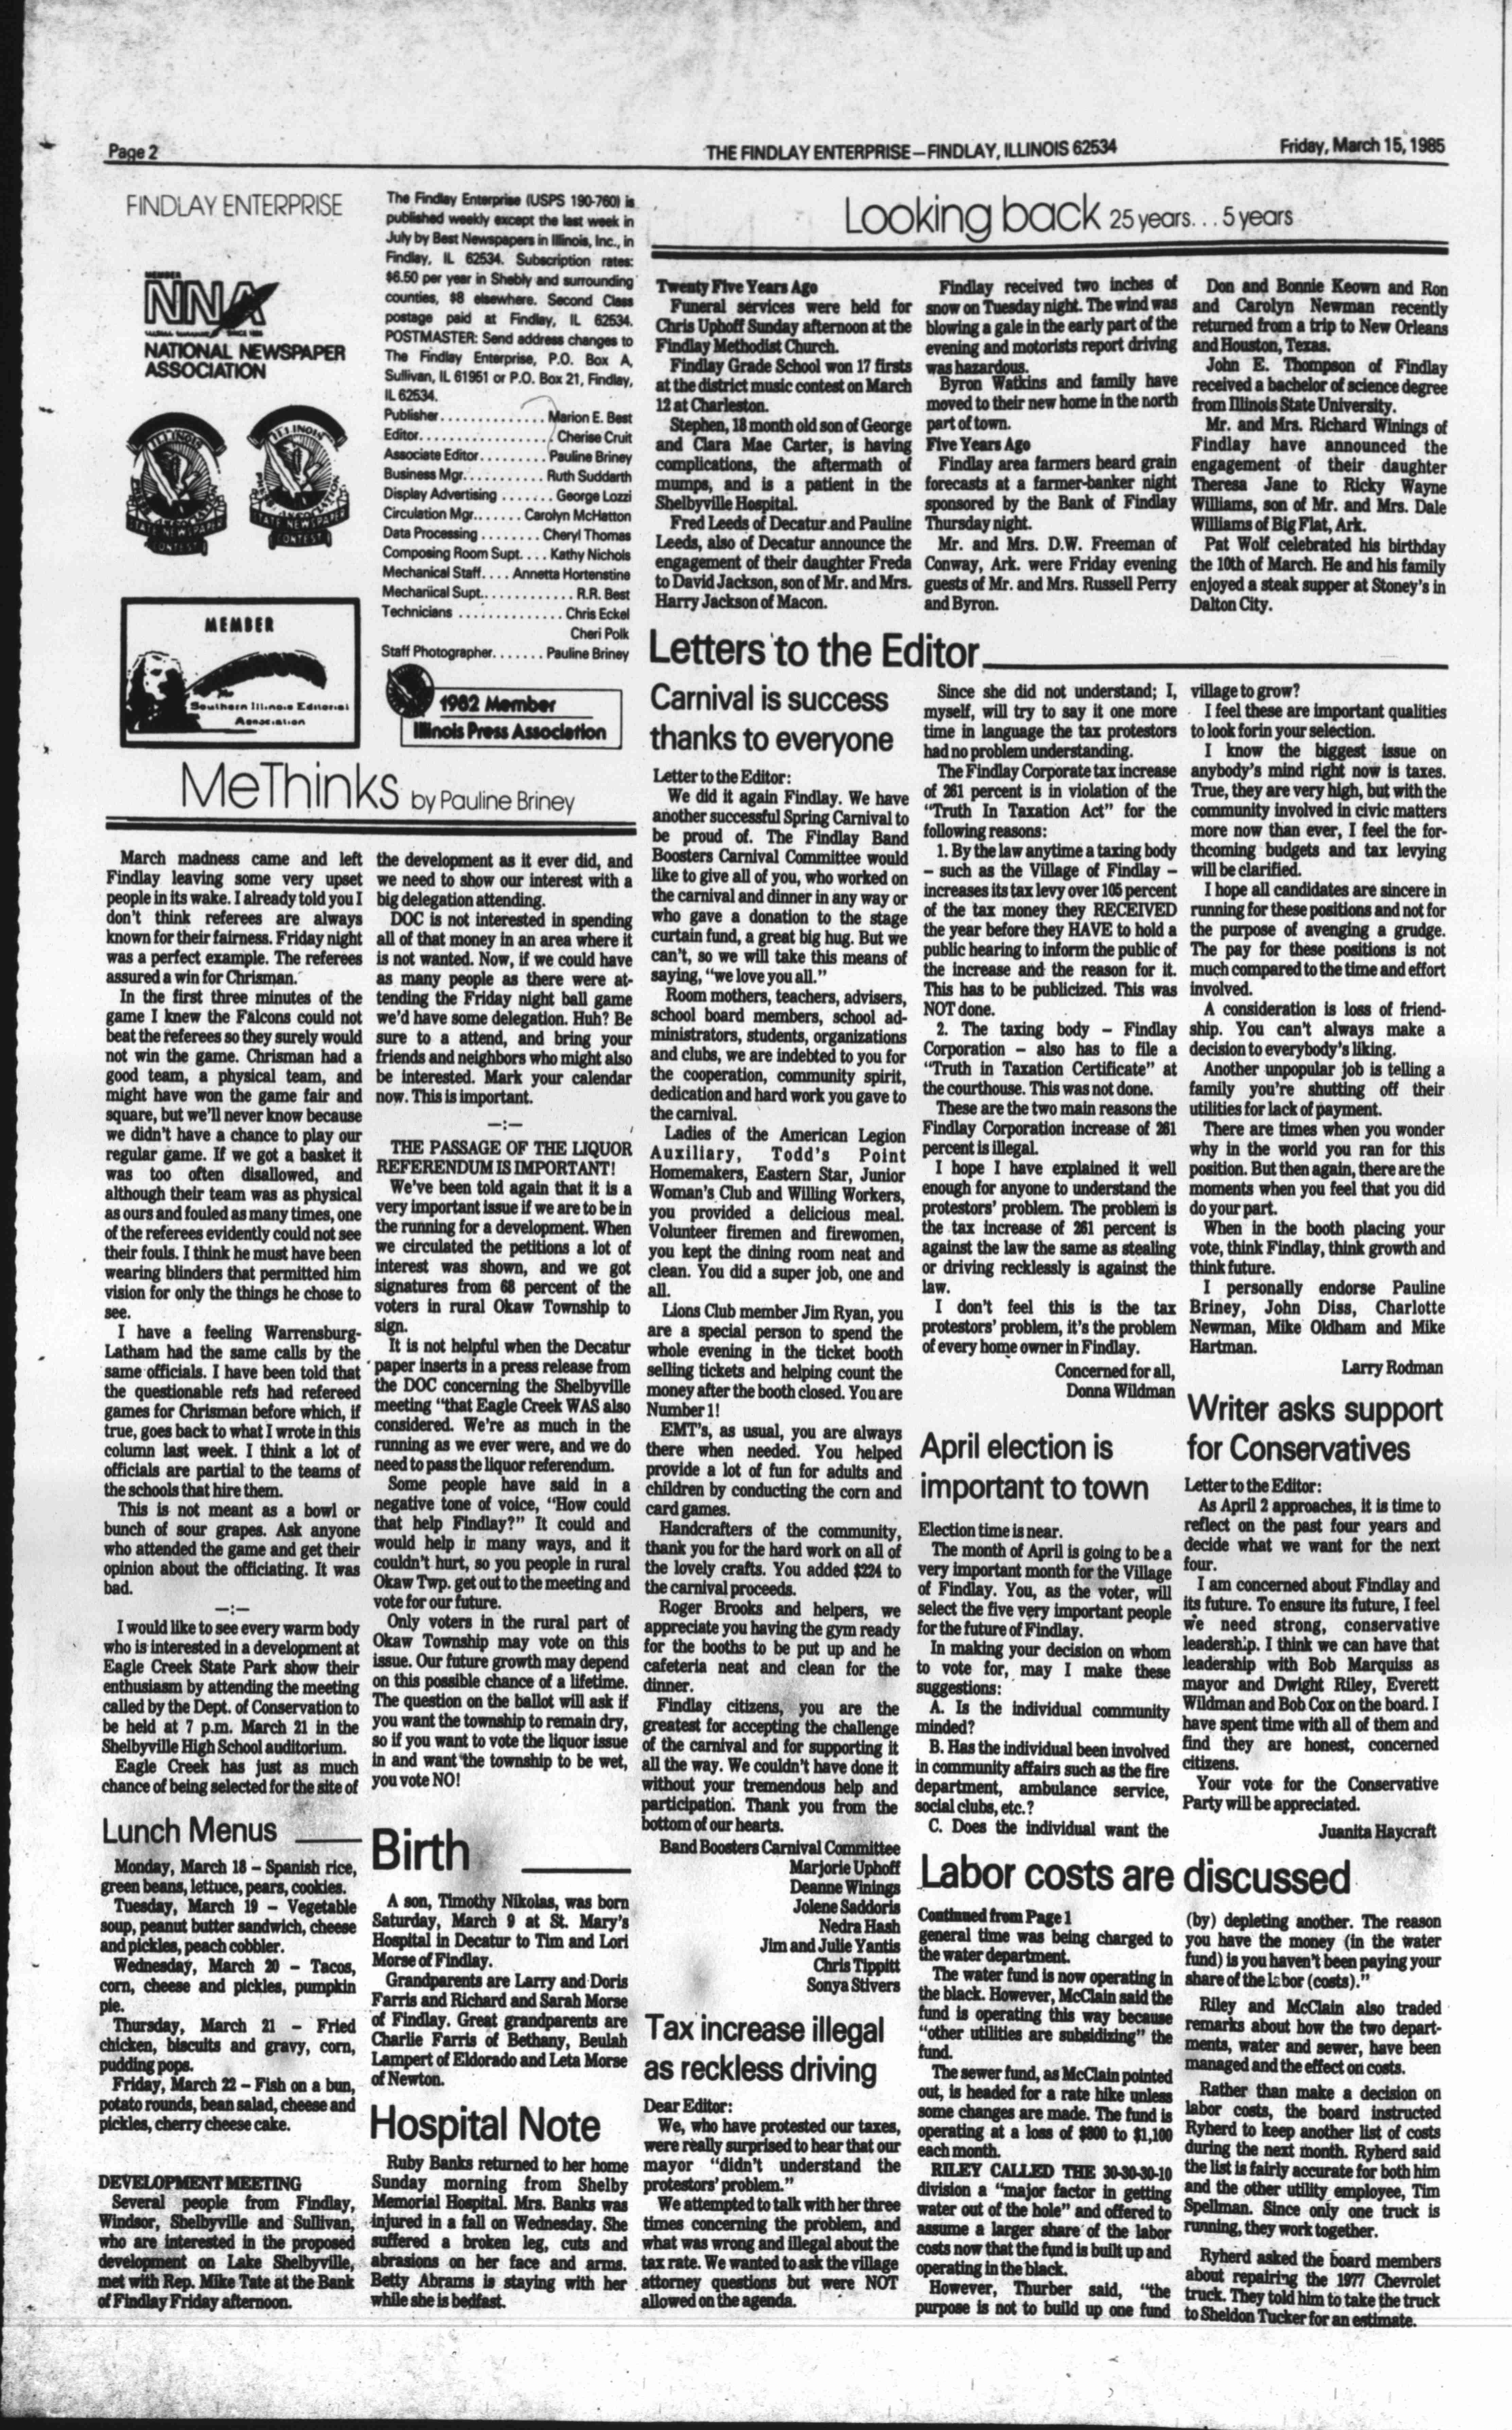 Page 2
THE FINDLAY ENTERPRISE—FINDLAY, ILLINOIS 62534
Friday, March 15, 1985
FINDLAY ENTERPRISE
MEMBER
NNA
SINCE 1885
NATIONAL NEWSPAPER
ASSOCIATION
ILLINOIS
PRESS ASSOCIATION
STATE NEWSPAPER
CONTEST
ILLINOIS
PRESS ASSOCIATION
STATE NEWSPAPER
CONTEST
MEMBER
The
Southern Illinois Editorial
Association
The Findlay Enterprise (USPS 190-760) is
published weekly except the last week in
July by Best Newspapers in Illinois, Inc., in
Findlay, IL 62534. Subscription rates:
$6.50 per year in Shebly and surrounding
counties, $8 elsewhere. Second Class
postage paid at Findlay, IL 62534.
POSTMASTER: Send address changes to
The Findlay Enterprise, P.O. Box A,
Sullivan, IL 61951 or P.O. Box 21, Findlay,
IL 62534.
Publisher............Marion E. Best
Editor...............Cherise Cruit
Associate Editor.........Pauline Briney
Business Mgr...........Ruth Suddarth
Display Advertising.......George Lozzi
Circulation Mgr.......Carolyn McHatton
Data Processing........Cheryl Thomas
Composing Room Supt....Kathy Nichols
Mechanical Staff....Annetta Hortenstine
Mechariical Supt.............R.R. Best
Technicians..............Chris Eckel
Cheri Polk
Staff Photographer.......Pauline Briney
1982 Member
Illinois Press Association
MeThinks by Pauline Briney
March madness came and left
Findlay leaving some very upset
people in its wake. I already told you I
don't think referees are always
known for their fairness. Friday night
was a perfect example. The referees
assured a win for Chrisman.
In the first three minutes of the
game I knew the Falcons could not
beat the referees so they surely would
not win the game. Chrisman had a
good team, a physical team, and
might have won the game fair and
square, but we'll never know because
we didn't have a chance to play our
regular game. If we got a basket it
was too often disallowed, and
although their team was as physical
as ours and fouled as many times, one
of the referees evidently could not see
their fouls. I think he must have been
wearing blinders that permitted him
vision for only the things he chose to
see.
I have a feeling Warrensburg-
Latham had the same calls by the
same officials. I have been told that
the questionable refs had refereed
games for Chrisman before which, if
true, goes back to what I wrote in this
column last week. I think a lot of
officials are partial to the teams of
the schools that hire them.
This is not meant as a bowl or
bunch of sour grapes. Ask anyone
who attended the game and get their
opinion about the officiating. It was
bad.
—:—
I would like to see every warm body
who is interested in a development at
Eagle Creek State Park show their
enthusiasm by attending the meeting
called by the Dept. of Conservation to
be held at 7 p.m. March 21 in the
Shelbyville High School auditorium.
Eagle Creek has just as much
chance of being selected for the site of
the development as it ever did, and
we need to show our interest with a
big delegation attending.
DOC is not interested in spending
all of that money in an area where it
is not wanted. Now, if we could have
as many people as there were at-
tending the Friday night ball game
we'd have some delegation. Huh? Be
sure to a attend, and bring your
friends and neighbors who might also
be interested. Mark your calendar
now. This is important.
—:—
THE PASSAGE OF THE LIQUOR
REFERENDUM IS IMPORTANT!
We've been told again that it is a
very important issue if we are to be in
the running for a development. When
we circulated the petitions a lot of
interest was shown, and we got
signatures from 68 percent of the
voters in rural Okaw Township to
sign.
It is not helpful when the Decatur
paper inserts in a press release from
the DOC concerning the Shelbyville
meeting "that Eagle Creek WAS also
considered. We're as much in the
running as we ever were, and we do
need to pass the liquor referendum.
Some people have said in a
negative tone of voice, "How could
that help Findlay?" It could and
would help in many ways, and it
couldn't hurt, so you people in rural
Okaw Twp. get out to the meeting and
vote for our future.
Only voters in the rural part of
Okaw Township may vote on this
issue. Our future growth may depend
on this possible chance of a lifetime.
The question on the ballot will ask if
you want the township to remain dry,
so if you want to vote the liquor issue
in and want the township to be wet,
you vote NO!
Lunch Menus
Monday, March 18 – Spanish rice,
green beans, lettuce, pears, cookies.
Tuesday, March 19 – Vegetable
soup, peanut butter sandwich, cheese
and pickles, peach cobbler.
Wednesday, March 20 – Tacos,
corn, cheese and pickles, pumpkin
pie.
Thursday, March 21 – Fried
chicken, biscuits and gravy, corn,
pudding pops.
Friday, March 22 – Fish on a bun,
potato rounds, bean salad, cheese and
pickles, cherry cheese cake.
DEVELOPMENT MEETING
Several people from Findlay,
Windsor, Shelbyville and Sullivan,
who are interested in the proposed
development on Lake Shelbyville,
met with Rep. Mike Tate at the Bank
of Findlay Friday afternoon.
Birth
A son, Timothy Nikolas, was born
Saturday, March 9 at St. Mary's
Hospital in Decatur to Tim and Lori
Morse of Findlay.
Grandparents are Larry and Doris
Farris and Richard and Sarah Morse
of Findlay. Great grandparents are
Charlie Farris of Bethany, Beulah
Lampert of Eldorado and Leta Morse
of Newton.
Hospital Note
Ruby Banks returned to her home
Sunday morning from Shelby
Memorial Hospital. Mrs. Banks was
injured in a fall on Wednesday. She
suffered a broken leg, cuts and
abrasions on her face and arms.
Betty Abrams is staying with her
while she is bedfast.
Looking back 25 years... 5 years
Twenty Five Years Ago
Funeral services were held for
Chris Uphoff Sunday afternoon at the
Findlay Methodist Church.
Findlay Grade School won 17 firsts
at the district music contest on March
12 at Charleston.
Stephen, 18 month old son of George
and Clara Mae Carter, is having
complications, the aftermath of
mumps, and is a patient in the
Shelbyville Hospital.
Fred Leeds of Decatur and Pauline
Leeds, also of Decatur announce the
engagement of their daughter Freda
to David Jackson, son of Mr. and Mrs.
Harry Jackson of Macon.
Findlay received two inches of
snow on Tuesday night. The wind was
blowing a gale in the early part of the
evening and motorists report driving
was hazardous.
Byron Watkins and family have
moved to their new home in the north
part of town.
Five Years Ago
Findlay area farmers heard grain
forecasts at a farmer-banker night
sponsored by the Bank of Findlay
Thursday night.
Mr. and Mrs. D.W. Freeman of
Conway, Ark. were Friday evening
guests of Mr. and Mrs. Russell Perry
and Byron.
Don and Bonnie Keown and Ron
and Carolyn Newman recently
returned from a trip to New Orleans
and Houston, Texas.
John E. Thompson of Findlay
received a bachelor of science degree
from Illinois State University.
Mr. and Mrs. Richard Winings of
Findlay have announced the
engagement of their daughter
Theresa Jane to Ricky Wayne
Williams, son of Mr. and Mrs. Dale
Williams of Big Flat, Ark.
Pat Wolf celebrated his birthday
the 10th of March. He and his family
enjoyed a steak supper at Stoney's in
Dalton City.
Letters to the Editor
Carnival is success
thanks to everyone
Letter to the Editor:
We did it again Findlay. We have
another successful Spring Carnival to
be proud of. The Findlay Band
Boosters Carnival Committee would
like to give all of you, who worked on
the carnival and dinner in any way or
who gave a donation to the stage
curtain fund, a great big hug. But we
can't, so we will take this means of
saying, "we love you all."
Room mothers, teachers, advisers,
school board members, school ad-
ministrators, students, organizations
and clubs, we are indebted to you for
the cooperation, community spirit,
dedication and hard work you gave to
the carnival.
Ladies of the American Legion
Auxiliary, Todd's Point
Homemakers, Eastern Star, Junior
Woman's Club and Willing Workers,
you provided a delicious meal.
Volunteer firemen and firewomen,
you kept the dining room neat and
clean. You did a super job, one and
all.
Lions Club member Jim Ryan, you
are a special person to spend the
whole evening in the ticket booth
selling tickets and helping count the
money after the booth closed. You are
Number 1!
EMT's, as usual, you are always
there when needed. You helped
provide a lot of fun for adults and
children by conducting the corn and
card games.
Handcrafters of the community,
thank you for the hard work on all of
the lovely crafts. You added $224 to
the carnival proceeds.
Roger Brooks and helpers, we
appreciate you having the gym ready
for the booths to be put up and he
cafeteria neat and clean for the
dinner.
Findlay citizens, you are the
greatest for accepting the challenge
of the carnival and for supporting it
all the way. We couldn't have done it
without your tremendous help and
participation. Thank you from the
bottom of our hearts.
Band Boosters Carnival Committee
Marjorie Uphoff
Deanne Winings
Jolene Saddoris
Nedra Hash
Jim and Julie Yantis
Chris Tippitt
Sonya Stivers
Tax increase illegal
as reckless driving
Dear Editor:
We, who have protested our taxes,
were really surprised to hear that our
mayor "didn't understand the
protestors' problem."
We attempted to talk with her three
times concerning the problem, and
what was wrong and illegal about the
tax rate. We wanted to ask the village
attorney questions but were NOT
allowed on the agenda.
Since she did not understand; I,
myself, will try to say it one more
time in language the tax protestors
had no problem understanding.
The Findlay Corporate tax increase
of 261 percent is in violation of the
"Truth In Taxation Act" for the
following reasons:
1. By the law anytime a taxing body
– such as the Village of Findlay –
increases its tax levy over 105 percent
of the tax money they RECEIVED
the year before they HAVE to hold a
public hearing to inform the public of
the increase and the reason for it.
This has to be publicized. This was
NOT done.
2. The taxing body – Findlay
Corporation – also has to file a
"Truth in Taxation Certificate" at
the courthouse. This was not done.
These are the two main reasons the
Findlay Corporation increase of 261
percent is illegal.
I hope I have explained it well
enough for anyone to understand the
protestors' problem. The problem is
the tax increase of 261 percent is
against the law the same as stealing
or driving recklessly is against the
law.
I don't feel this is the tax
protestors' problem, it's the problem
of every home owner in Findlay.
Concerned for all,
Donna Wildman
April election is
important to town
Election time is near.
The month of April is going to be a
very important month for the Village
of Findlay. You, as the voter, will
select the five very important people
for the future of Findlay.
In making your decision on whom
to vote for, may I make these
suggestions:
A. Is the individual community
minded?
B. Has the individual been involved
in community affairs such as the fire
department, ambulance service,
social clubs, etc.?
C. Does the individual want the
village to grow?
I feel these are important qualities
to look forin your selection.
I know the biggest issue on
anybody's mind right now is taxes.
True, they are very high, but with the
community involved in civic matters
more now than ever, I feel the for-
thcoming budgets and tax levying
will be clarified.
I hope all candidates are sincere in
running for these positions and not for
the purpose of avenging a grudge.
The pay for these positions is not
much compared to the time and effort
involved.
A consideration is loss of friend-
ship. You can't always make a
decision to everybody's liking.
Another unpopular job is telling a
family you're shutting off their
utilities for lack of payment.
There are times when you wonder
why in the world you ran for this
position. But then again, there are the
moments when you feel that you did
do your part.
When in the booth placing your
vote, think Findlay, think growth and
think future.
I personally endorse Pauline
Briney, John Diss, Charlotte
Newman, Mike Oldham and Mike
Hartman.
Larry Rodman
Writer asks support
for Conservatives
Letter to the Editor:
As April 2 approaches, it is time to
reflect on the past four years and
decide what we want for the next
four.
I am concerned about Findlay and
its future. To ensure its future, I feel
we need strong, conservative
leadership. I think we can have that
leadership with Bob Marquiss as
mayor and Dwight Riley, Everett
Wildman and Bob Cox on the board. I
have spent time with all of them and
find they are honest, concerned
citizens.
Your vote for the Conservative
Party will be appreciated.
Juanita Haycraft
Labor costs are discussed
Continued from Page 1
general time was being charged to
the water department.
The water fund is now operating in
the black. However, McClain said the
fund is operating this way because
"other utilities are subsidizing" the
fund.
The sewer fund, as McClain pointed
out, is headed for a rate hike unless
some changes are made. The fund is
operating at a loss of $800 to $1,100
each month.
RILEY CALLED THE 30-30-30-10
division a "major factor in getting
water out of the hole" and offered to
assume a larger share of the labor
costs now that the fund is built up and
operating in the black.
However, Thurber said, "the
purpose is not to build up one fund
(by) depleting another. The reason
you have the money (in the water
fund) is you haven't been paying your
share of the labor (costs)."
Riley and McClain also traded
remarks about how the two depart-
ments, water and sewer, have been
managed and the effect on costs.
Rather than make a decision on
labor costs, the board instructed
Ryherd to keep another list of costs
during the next month. Ryherd said
the list is fairly accurate for both him
and the other utility employee, Tim
Spellman. Since only one truck is
running, they work together.
Ryherd asked the board members
about repairing the 1977 Chevrolet
truck. They told him to take the truck
to Sheldon Tucker for an estimate.